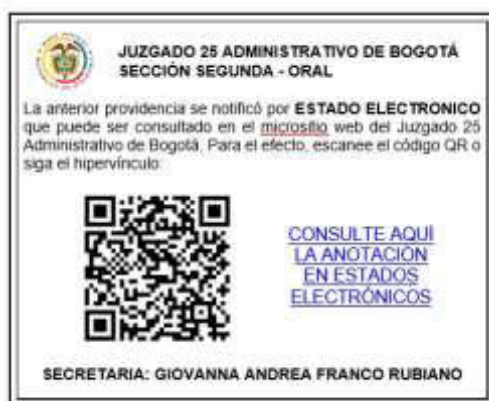 JUZGADO 25 ADMINISTRATIVO DE BOGOTÁ
SECCIÓN SEGUNDA - ORAL
La anterior providencia se notificó por ESTADO ELECTRONICO
que puede ser consultado en el micrositio web del Juzgado 25
Administrativo de Bogotá. Para el efecto, escanee el código QR o
siga el hipervínculo:
CONSULTE AQUÍ
LA ANOTACIÓN
EN ESTADOS
ELECTRÓNICOS
SECRETARIA: GIOVANNA ANDREA FRANCO RUBIANO